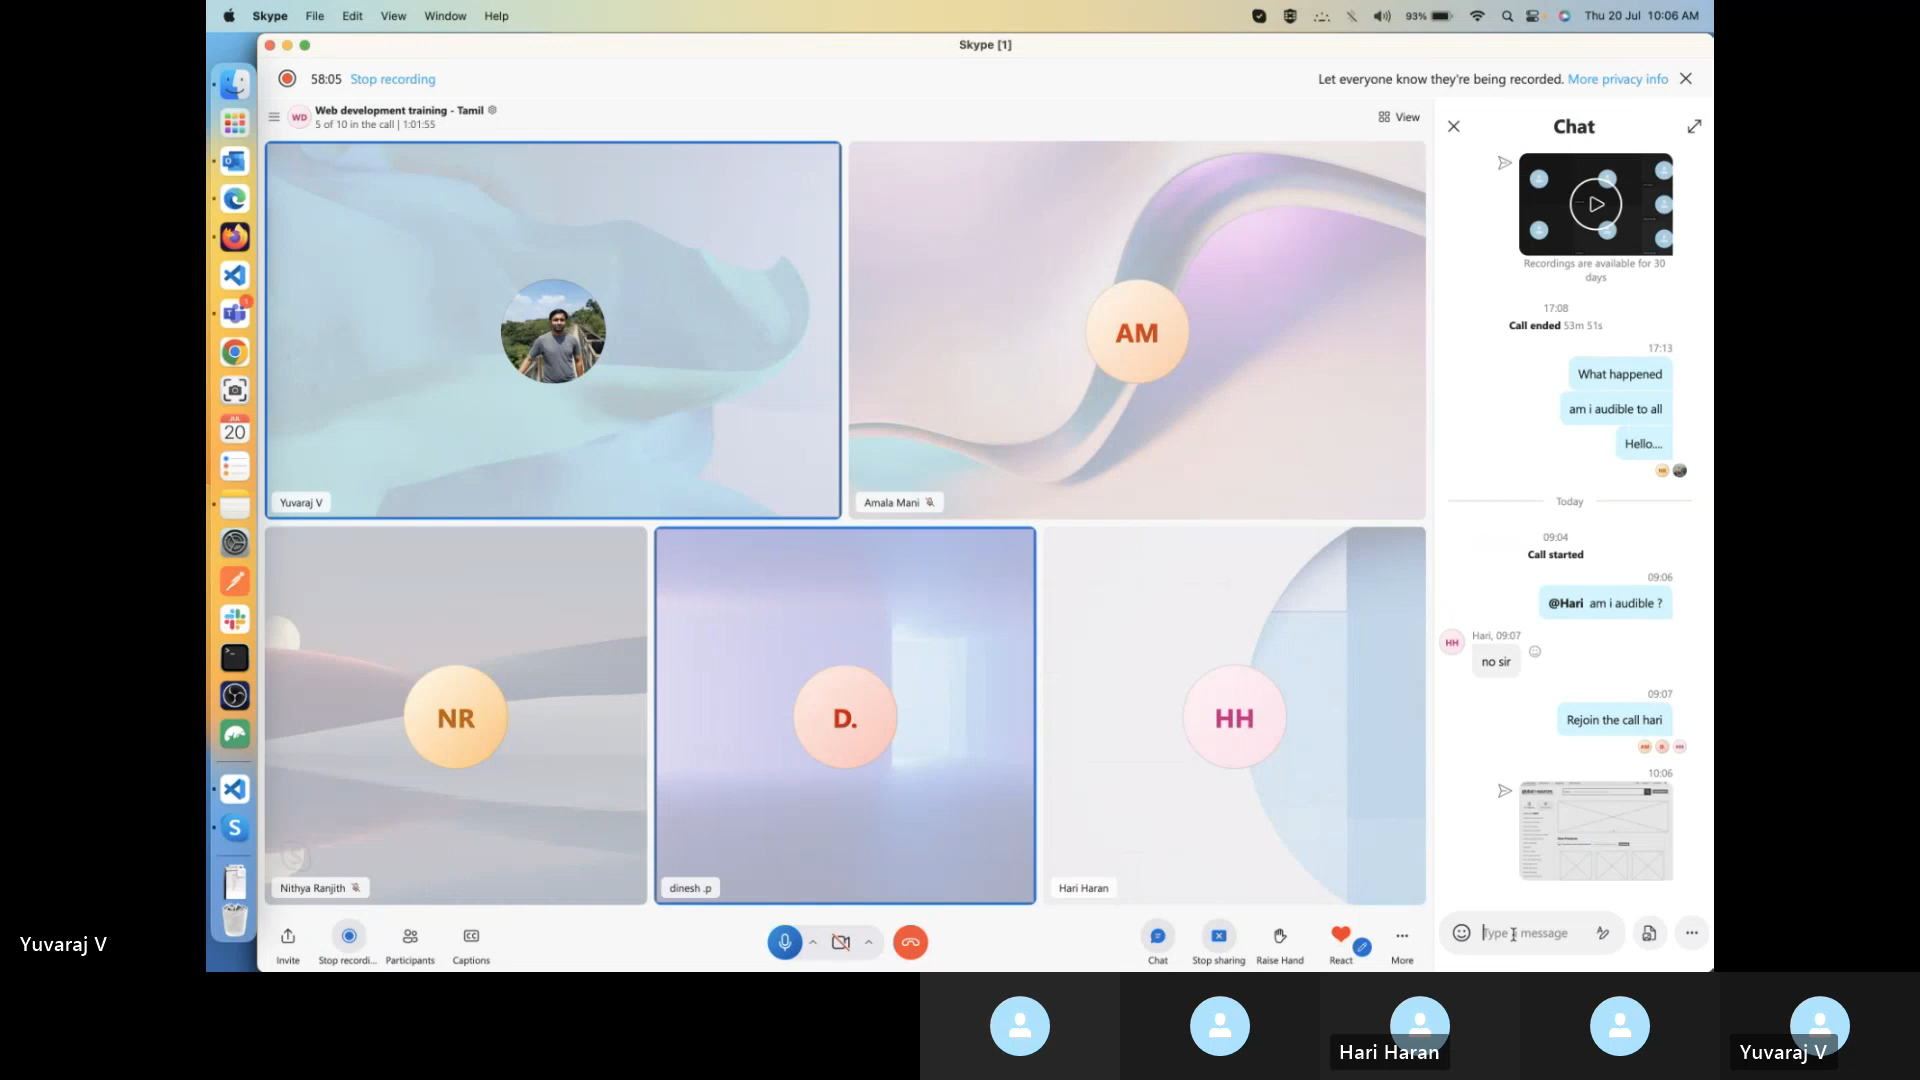 Skype File Edit View Window Help
93% Thu 20 Jul 10:06 AM
Skype [1]
58:05 Stop recording
Let everyone know they're being recorded. More privacy info
WD
Web development training - Tamil
5 of 10 in the call | 1:01:55
View
Chat
Yuvaraj V
AM
Amala Mani
NR
Nithya Ranjith
D.
dinesh .p
HH
Hari Haran
Recordings are available for 30
days
17:08
Call ended 53m 51s
17:13
What happened
am i audible to all
Hello....
Today
09:04
Call started
09:06
@Hari am i audible ?
HH
Hari, 09:07
no sir
09:07
Rejoin the call hari
10:06
Type a message
JUL
20
S
Invite
Stop recordi...
Participants
Captions
Chat
Stop sharing
Raise Hand
React
More
Yuvaraj V
Hari Haran
Yuvaraj V